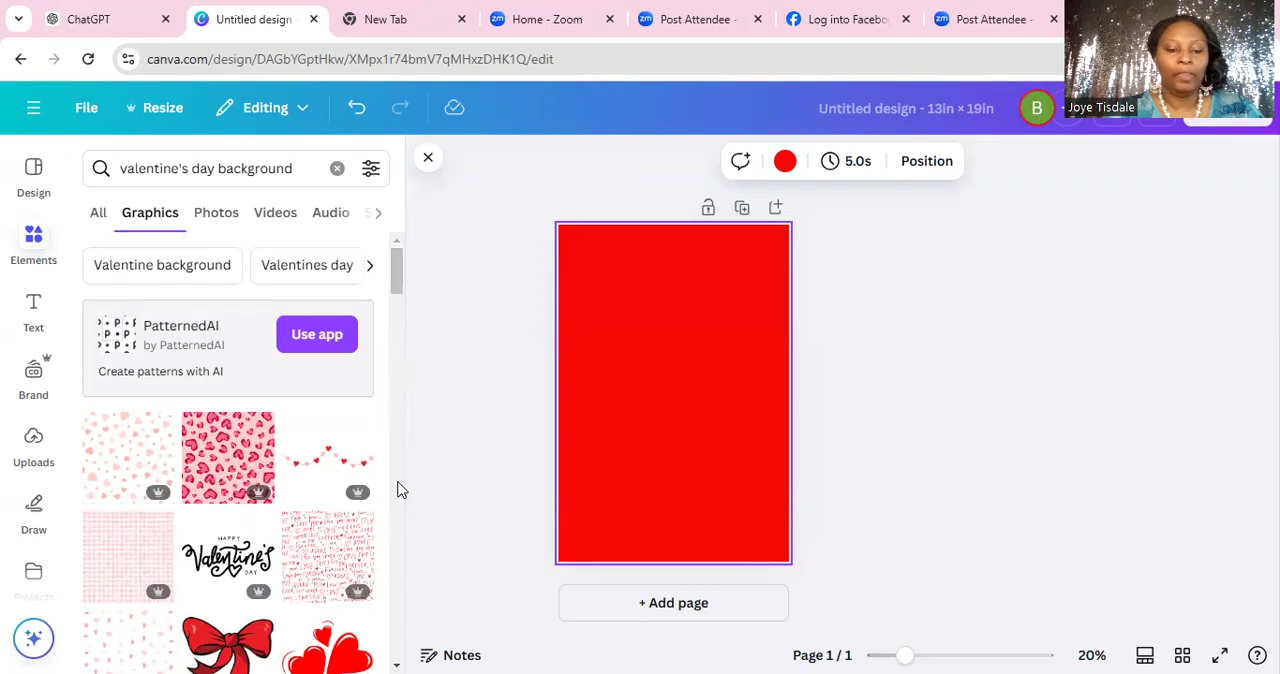 ChatGPT
Untitled design
New Tab
Home - Zoom
Post Attendee -
Log into Facebo
Post Attendee -
canva.com/design/DAGbYGptHkw/XMpx1r74bmV7qMHxzDHK1Q/edit
Joye Tisdale
File
Resize
Editing
Untitled design - 13in × 19in
B
Design
Elements
Text
Brand
Uploads
Draw
Projects
valentine's day background
All
Graphics
Photos
Videos
Audio
Valentine background
Valentines day
PatternedAI
by PatternedAI
Use app
Create patterns with AI
HAPPY
Valentine's
DAY
5.0s
Position
+ Add page
Notes
Page 1 / 1
20%